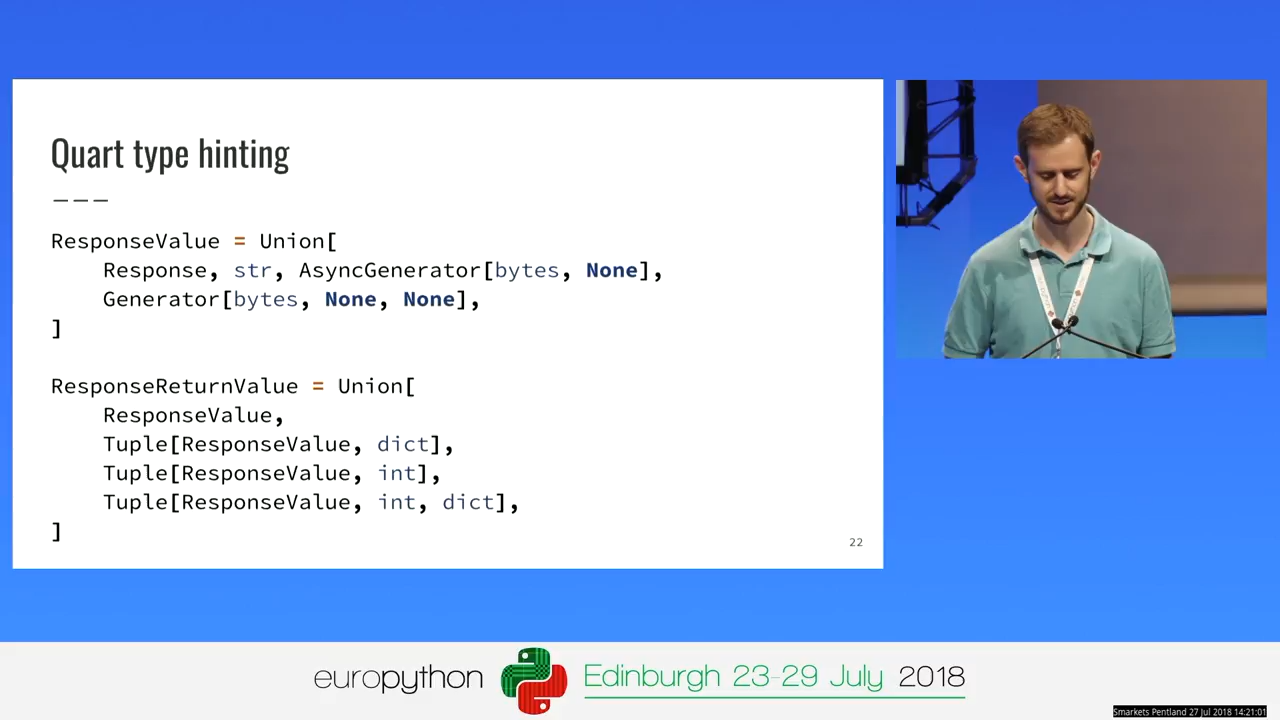 Quart type hinting
———
ResponseValue = Union[
    Response, str, AsyncGenerator[bytes, None],
    Generator[bytes, None, None],
]
ResponseReturnValue = Union[
    ResponseValue,
    Tuple[ResponseValue, dict],
    Tuple[ResponseValue, int],
    Tuple[ResponseValue, int, dict],
]
22
europython Edinburgh 23-29 July 2018
Smarkets Pentland 27 Jul 2018 14:21:01